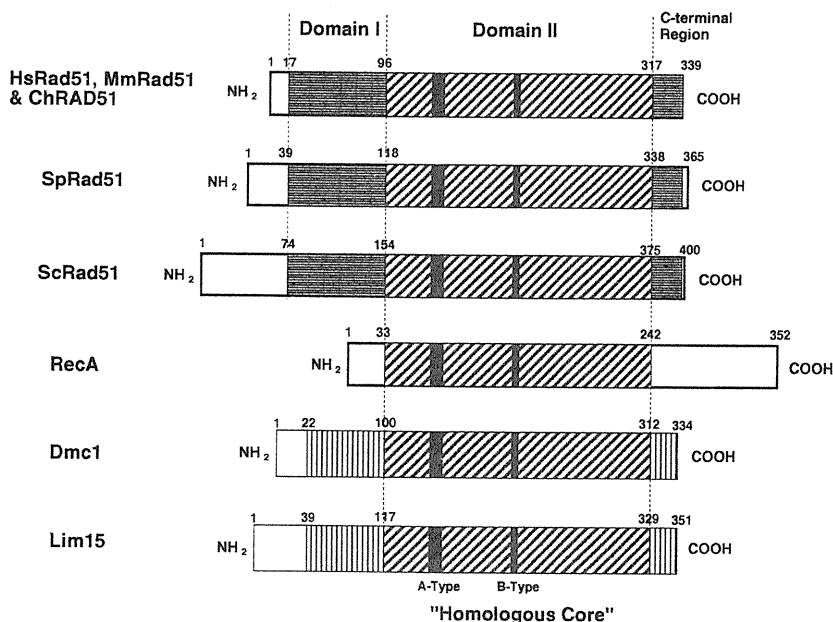 Domain I Domain II C-terminal Region
1 17 96 317 339
HsRad51, MmRad51 & ChRAD51
NH2 COOH
1 39 118 338 365
SpRad51 NH2 COOH
1 74 154 375 400
ScRad51 NH2 COOH
1 33 242 352
RecA NH2 COOH
1 22 100 312 334
Dmc1 NH2 COOH
1 39 117 329 351
Lim15 NH2 COOH
A-Type B-Type
"Homologous Core"